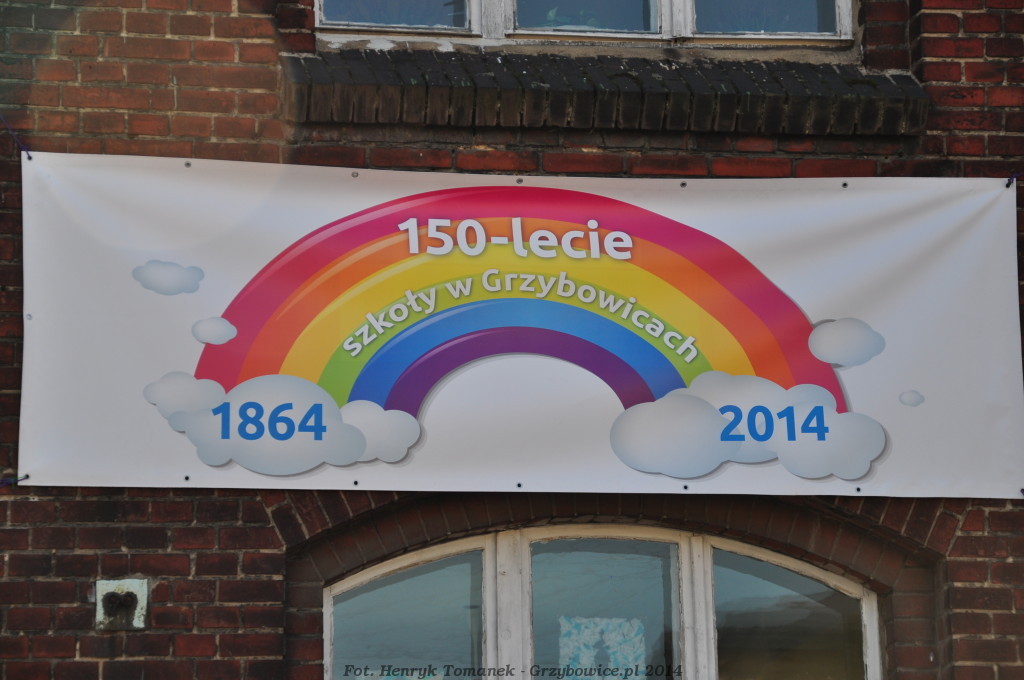 150-lecie
szkoły w Grzybowicach
1864
2014
Fot. Henryk Tomanek - Grzybowice.pl 2014